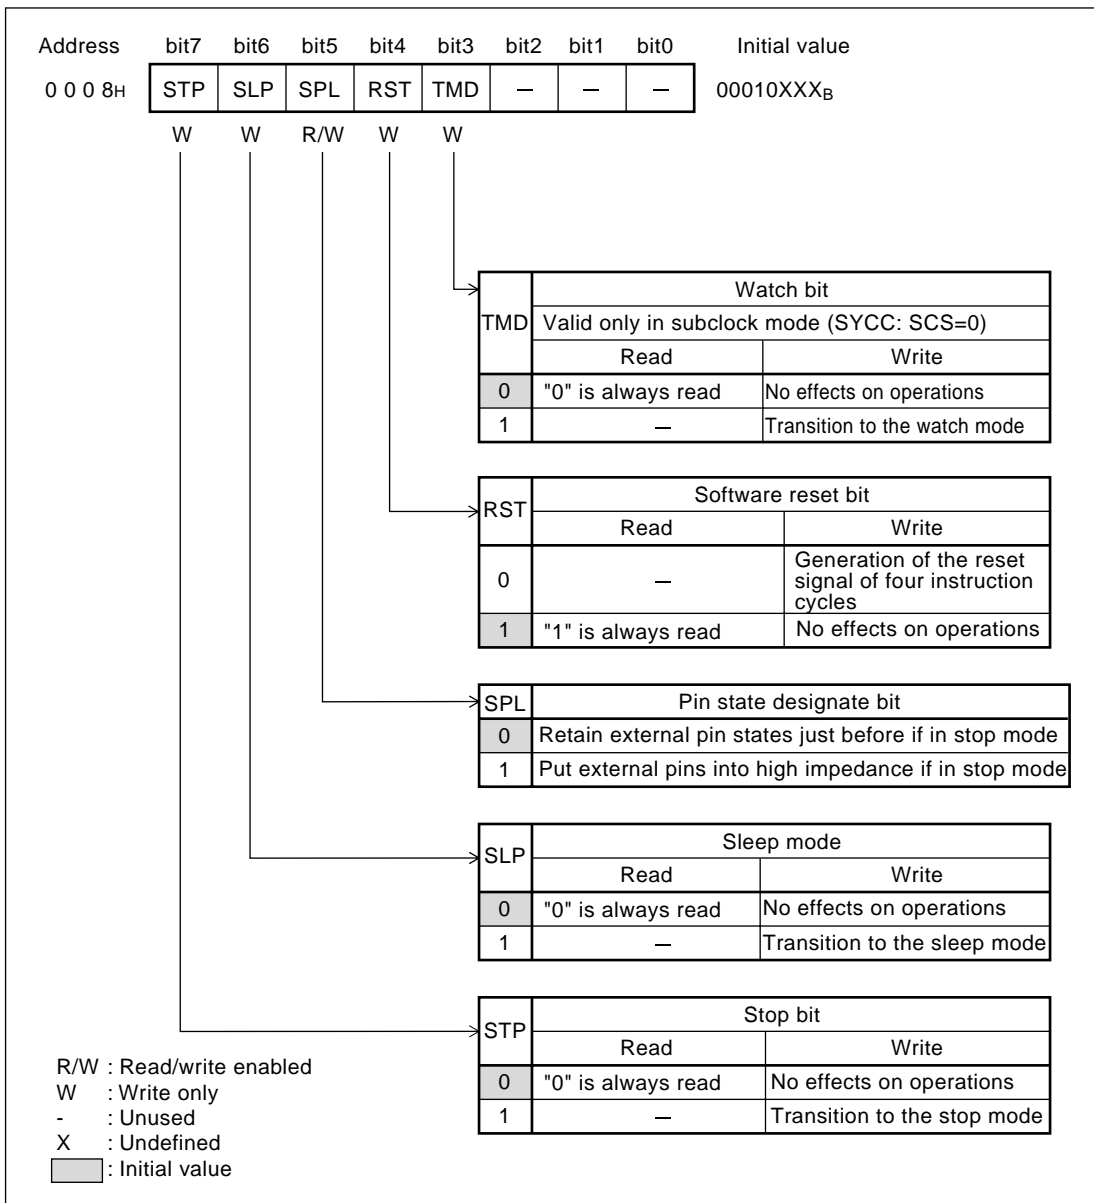 Address bit7 bit6 bit5 bit4 bit3 bit2 bit1 bit0 Initial value
0 0 0 8H STP SLP SPL RST TMD — — — 00010XXXB
W W R/W W W
Watch bit
TMD Valid only in subclock mode (SYCC: SCS=0)
Read Write
0 "0" is always read No effects on operations
1 — Transition to the watch mode
Software reset bit
RST
Read Write
0 — Generation of the reset
signal of four instruction
cycles
1 "1" is always read No effects on operations
SPL Pin state designate bit
0 Retain external pin states just before if in stop mode
1 Put external pins into high impedance if in stop mode
Sleep mode
SLP
Read Write
0 "0" is always read No effects on operations
1 — Transition to the sleep mode
Stop bit
STP
Read Write
0 "0" is always read No effects on operations
1 — Transition to the stop mode
R/W : Read/write enabled
W : Write only
- : Unused
X : Undefined
: Initial value